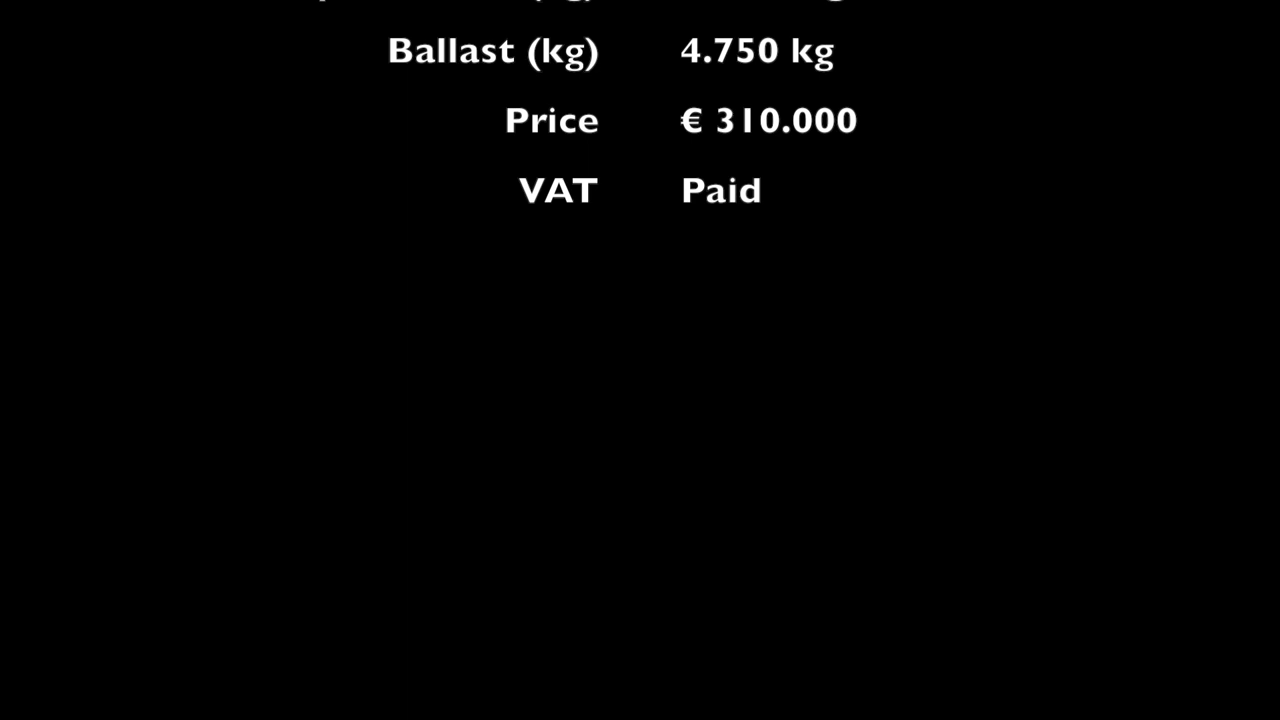 Ballast (kg) 4.750 kg
Price € 310.000
VAT Paid